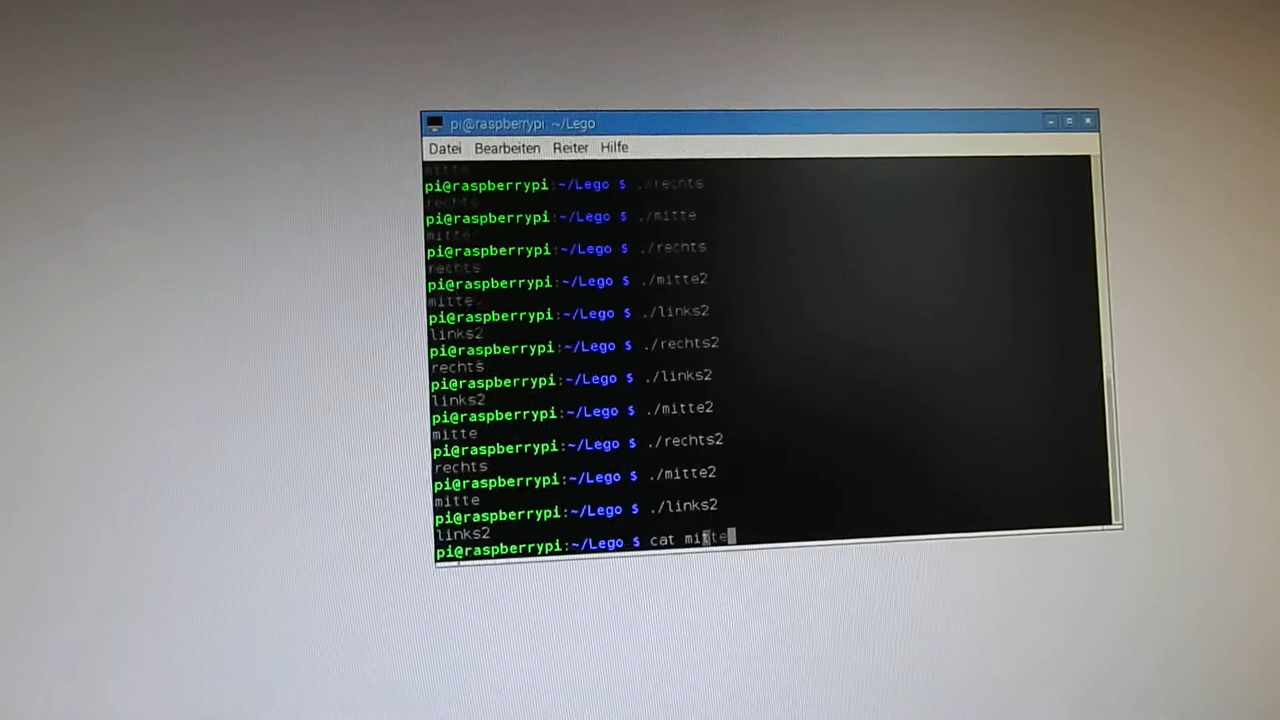 pi@raspberrypi: ~/Lego
Datei Bearbeiten Reiter Hilfe
mitte
pi@raspberrypi:~/Lego $ ./rechts
rechts
pi@raspberrypi:~/Lego $ ./mitte
mitte
pi@raspberrypi:~/Lego $ ./rechts
rechts
pi@raspberrypi:~/Lego $ ./mitte2
mitte
pi@raspberrypi:~/Lego $ ./links2
links2
pi@raspberrypi:~/Lego $ ./rechts2
rechts
pi@raspberrypi:~/Lego $ ./links2
links2
pi@raspberrypi:~/Lego $ ./mitte2
mitte
pi@raspberrypi:~/Lego $ ./rechts2
rechts
pi@raspberrypi:~/Lego $ ./mitte2
mitte
pi@raspberrypi:~/Lego $ ./links2
links2
pi@raspberrypi:~/Lego $ cat mitte